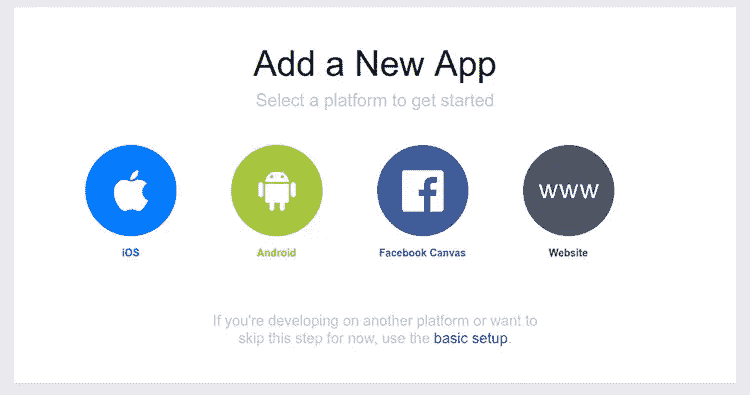 Add a New App
Select a platform to get started
www
iOS
Android
Facebook Canvas
Website
If you're developing on another platform or want to
skip this step for now, use the basic setup.